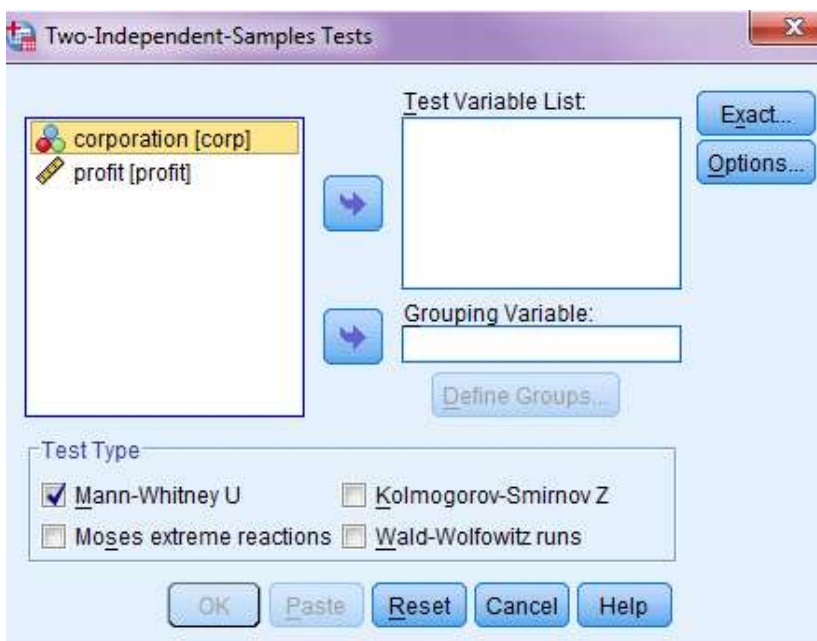 Two-Independent-Samples Tests
corporation [corp]
profit [profit]
Test Variable List:
Exact...
Options...
Grouping Variable:
Define Groups...
Test Type
Mann-Whitney U
Kolmogorov-Smirnov Z
Moses extreme reactions
Wald-Wolfowitz runs
OK
Paste
Reset
Cancel
Help